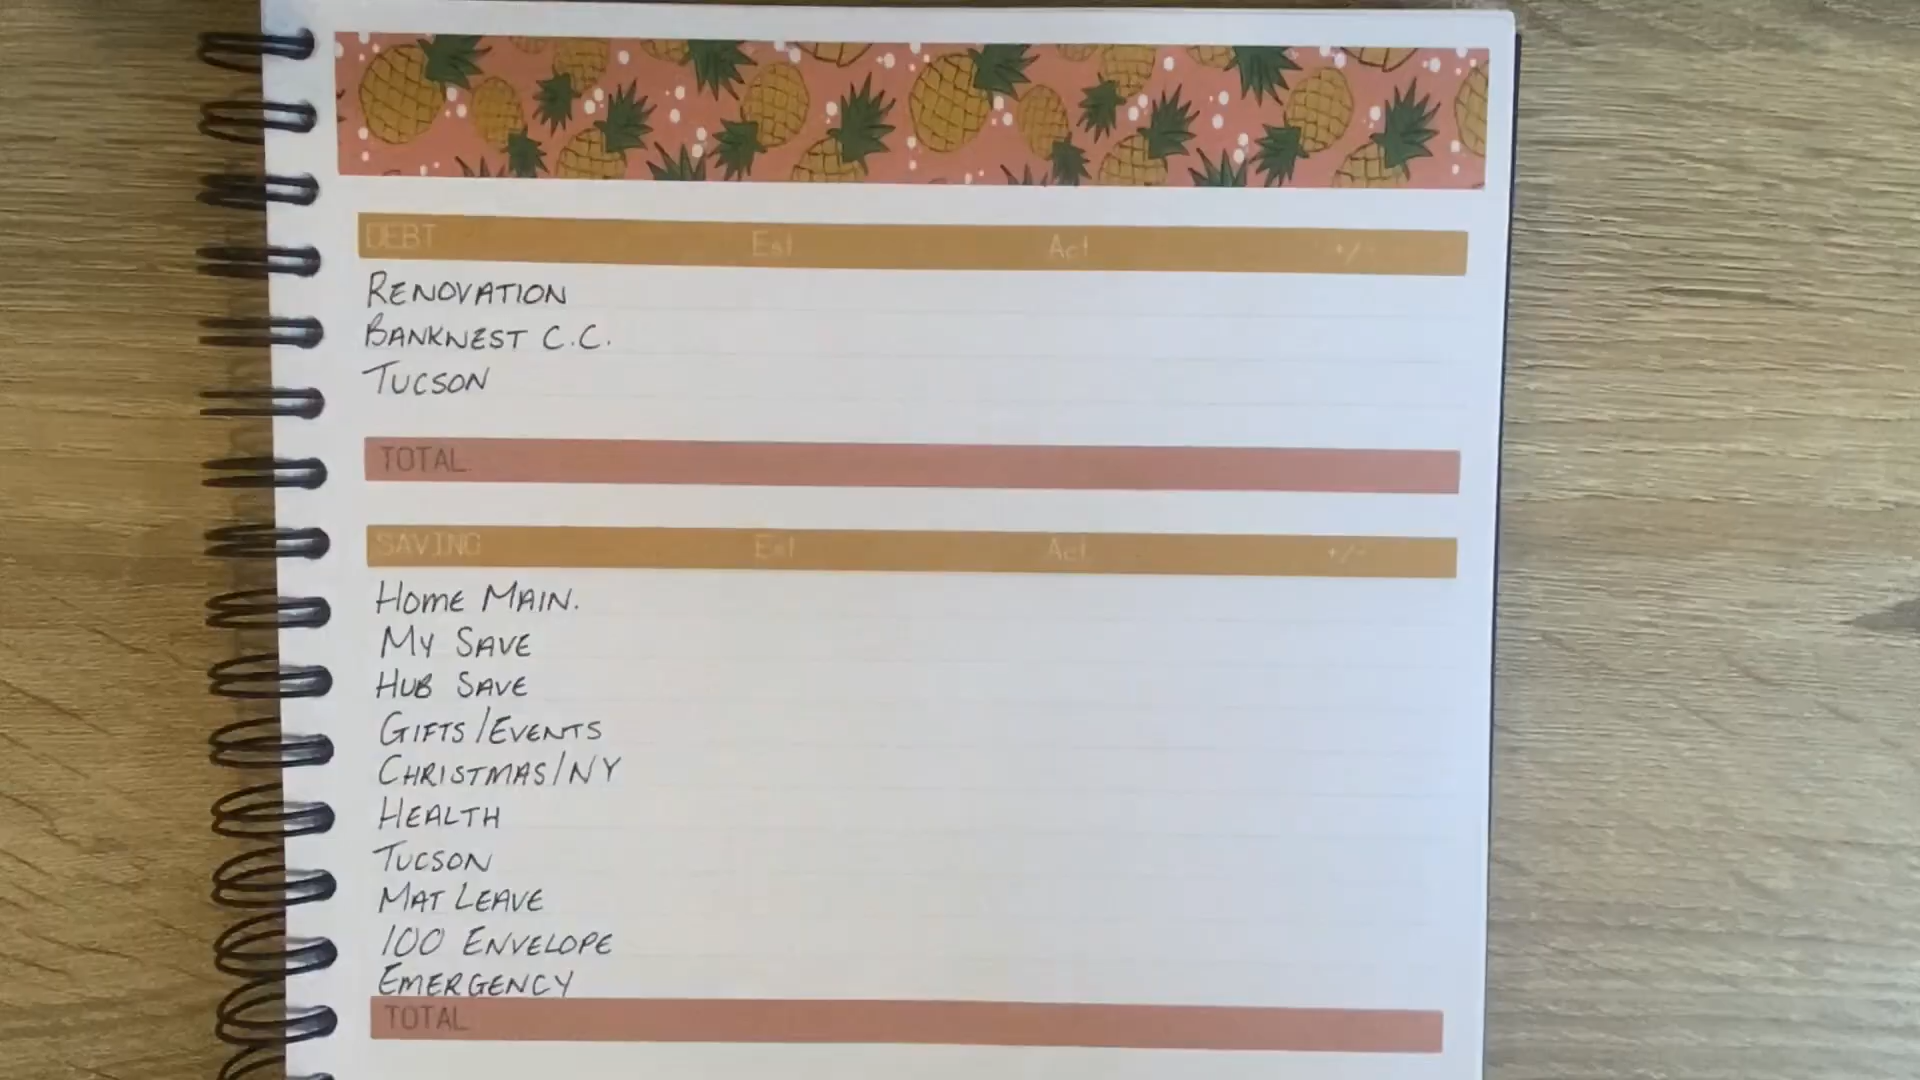 DEBT Est Act +/-
RENOVATION
BANKNEST C.C.
TUCSON
TOTAL
SAVING Est Act +/-
HOME MAIN.
MY SAVE
HUB SAVE
GIFTS/EVENTS
CHRISTMAS/NY
HEALTH
TUCSON
MAT LEAVE
100 ENVELOPE
EMERGENCY
TOTAL